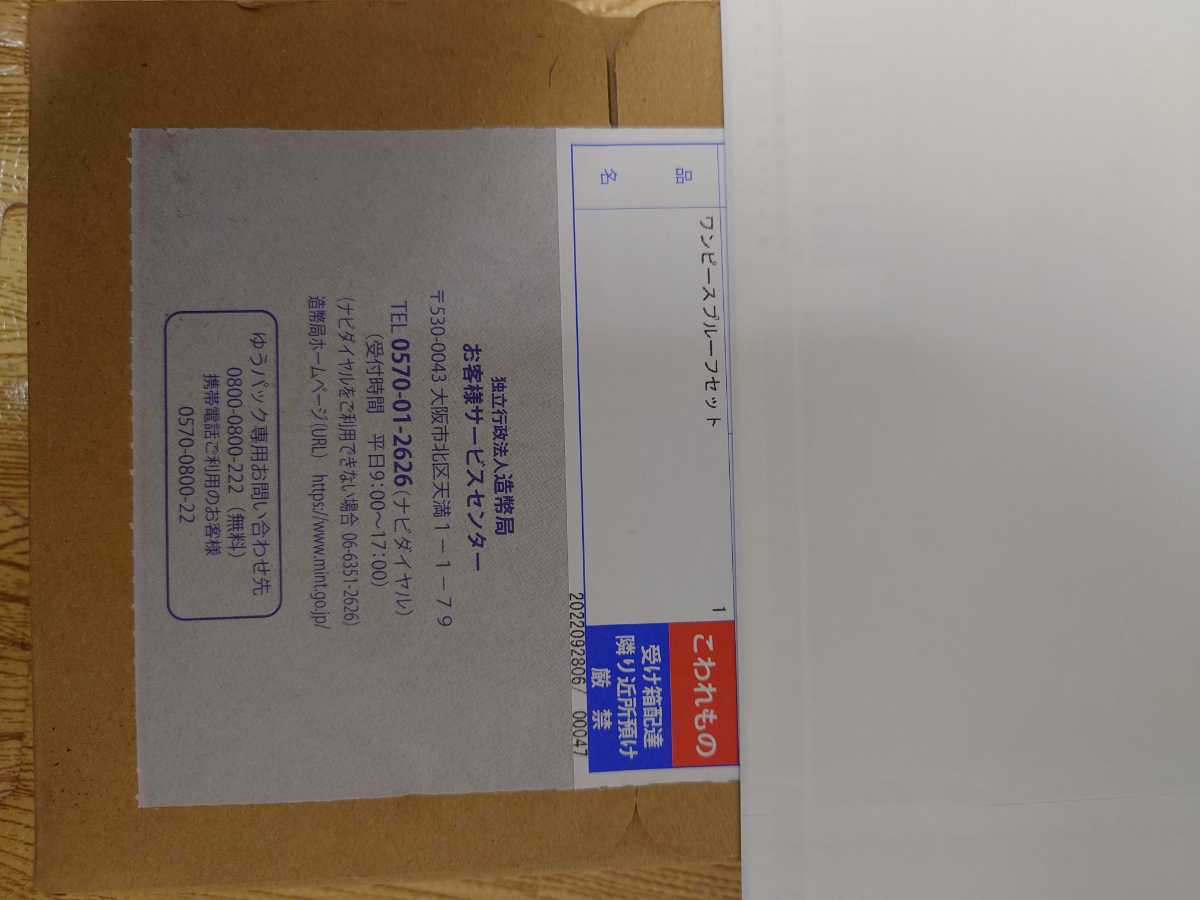 品名
ワンピースプルーフセット
1
こわれもの
受け箱配達
隣り近所預け
厳禁
2022092806/ 00047
独立行政法人造幣局
お客様サービスセンター
〒530-0043 大阪市北区天満1-1-79
TEL 0570-01-2626(ナビダイヤル)
(受付時間 平日9:00～17:00)
(ナビダイヤルをご利用できない場合 06-6351-2626)
造幣局ホームページ(URL) https://www.mint.go.jp/
ゆうパック専用お問い合わせ先
0800-0800-222(無料)
携帯電話ご利用のお客様
0570-0800-22